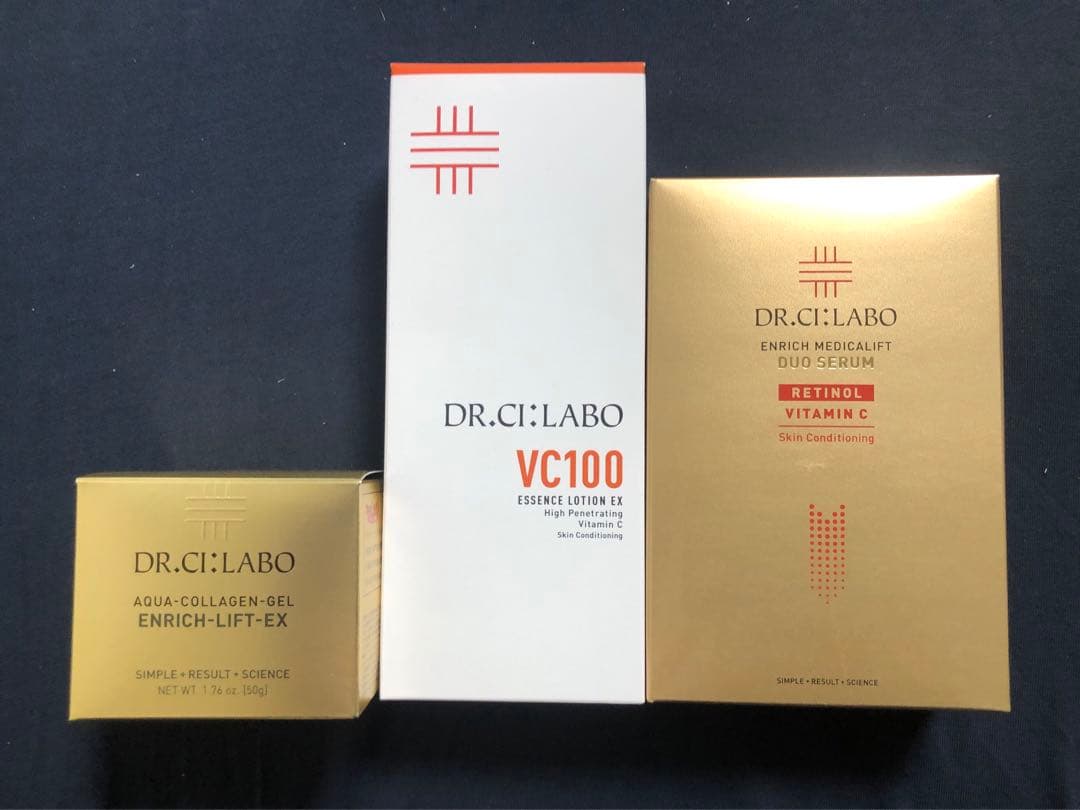 DR.CI:LABO
AQUA-COLLAGEN-GEL
ENRICH-LIFT-EX
SIMPLE + RESULT + SCIENCE
NET WT. 1.76 oz. [50g]
DR.CI:LABO
VC100
ESSENCE LOTION EX
High Penetrating
Vitamin C
Skin Conditioning
DR.CI:LABO
ENRICH MEDICALIFT
DUO SERUM
RETINOL
VITAMIN C
Skin Conditioning
SIMPLE + RESULT + SCIENCE